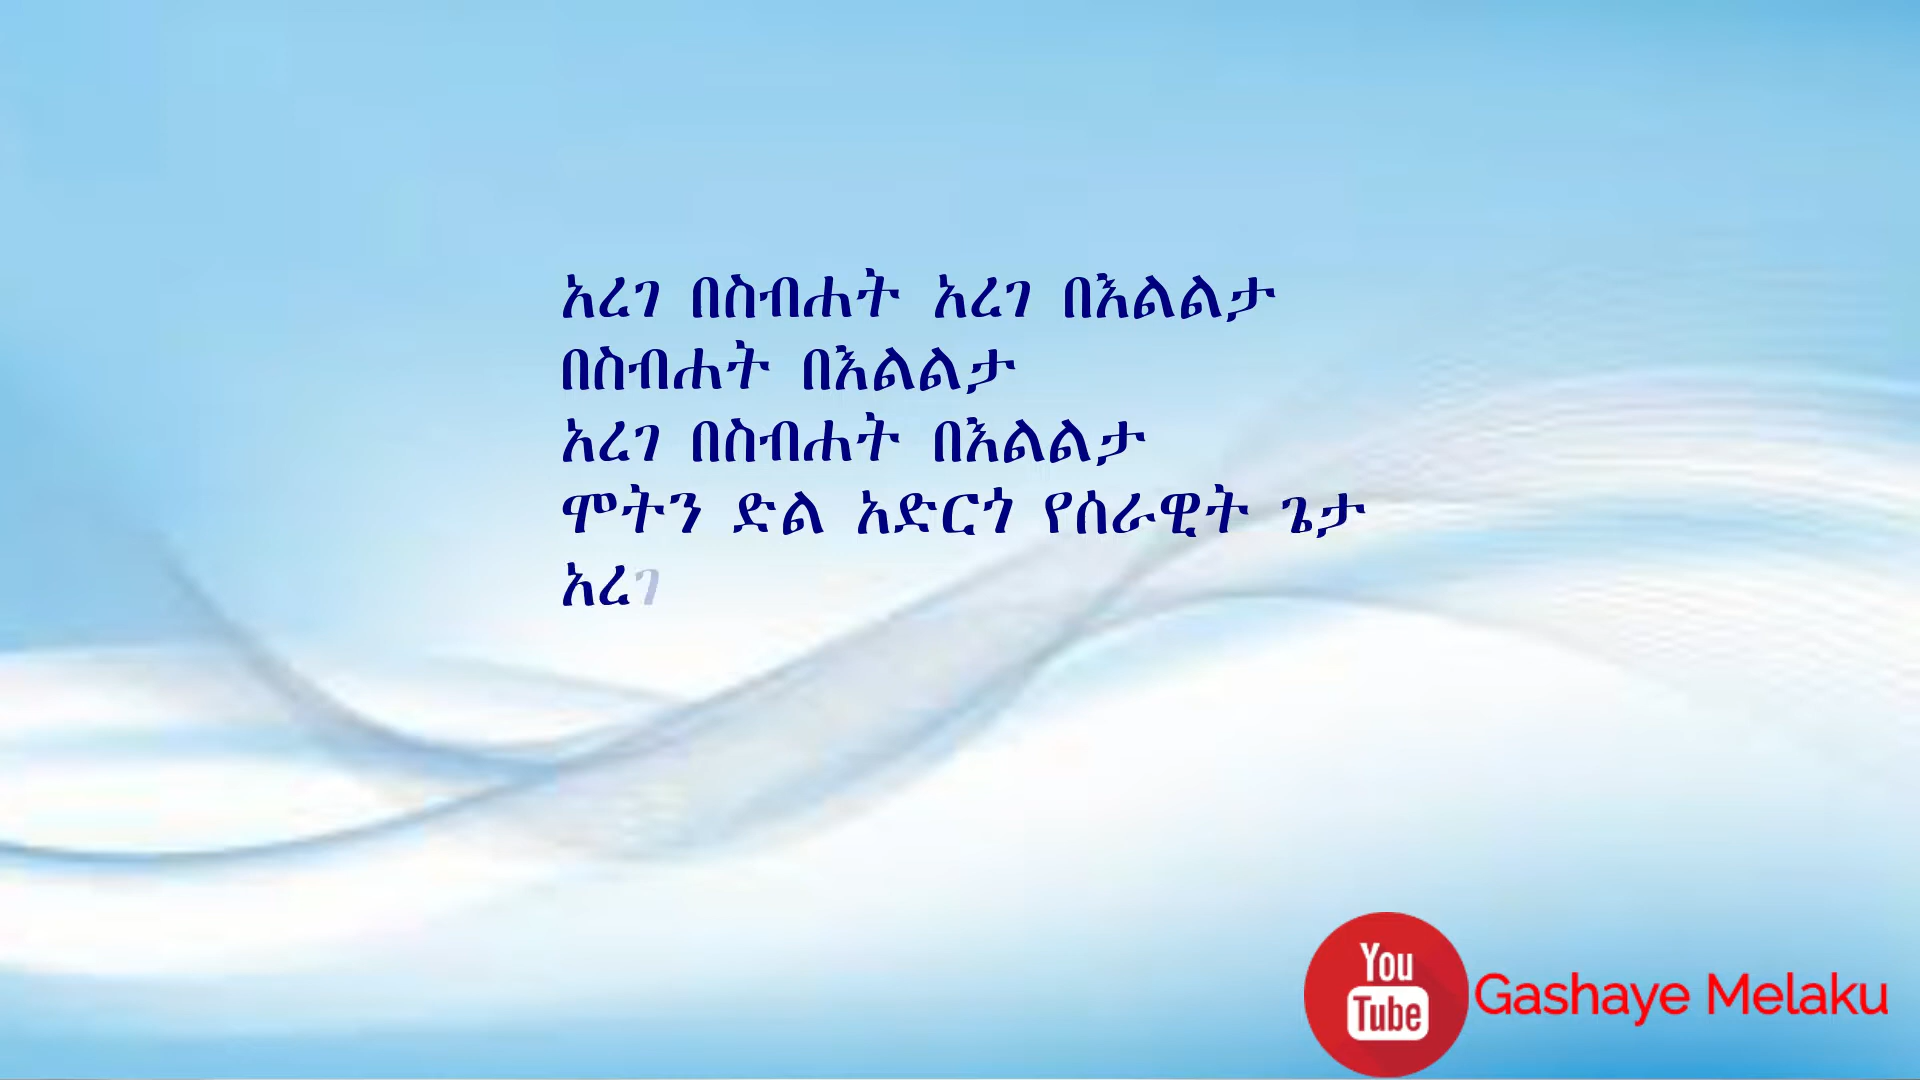 አረገ በስብሐት አረገ በእልልታ
በስብሐት በእልልታ
አረገ በስብሐት በእልልታ
ሞትን ድል አድርጎ የሰራዊት ጌታ
አረገ
You
Tube
Gashaye Melaku